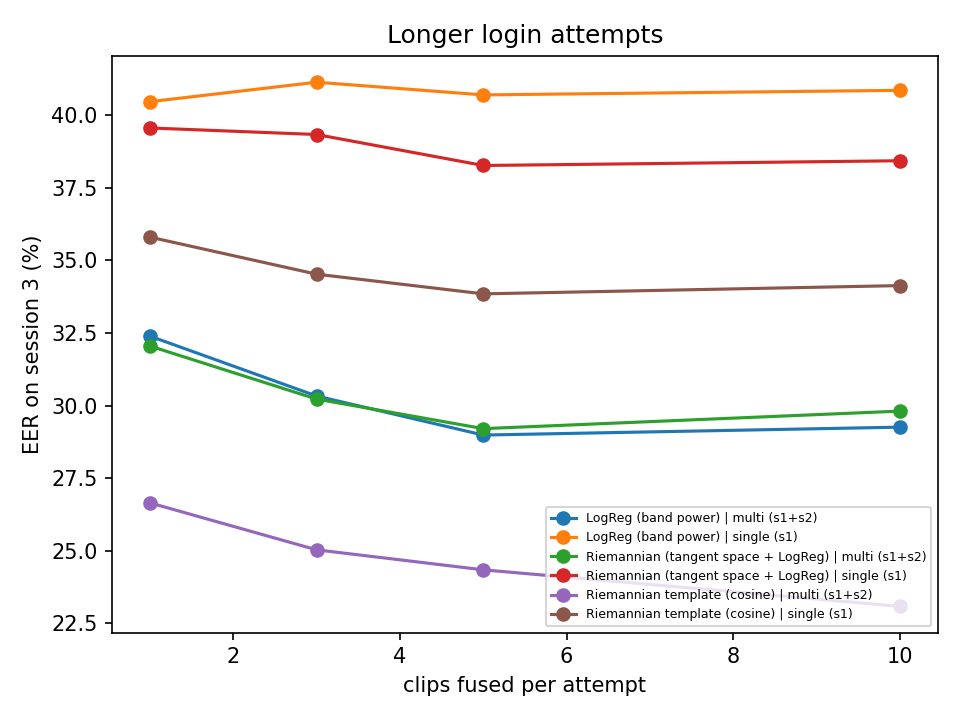 Longer login attempts
EER on session 3 (%)
40.0
37.5
35.0
32.5
30.0
27.5
25.0
22.5
LogReg (band power) | multi (s1+s2)
LogReg (band power) | single (s1)
Riemannian (tangent space + LogReg) | multi (s1+s2)
Riemannian (tangent space + LogReg) | single (s1)
Riemannian template (cosine) | multi (s1+s2)
Riemannian template (cosine) | single (s1)
2 4 6 8 10
clips fused per attempt